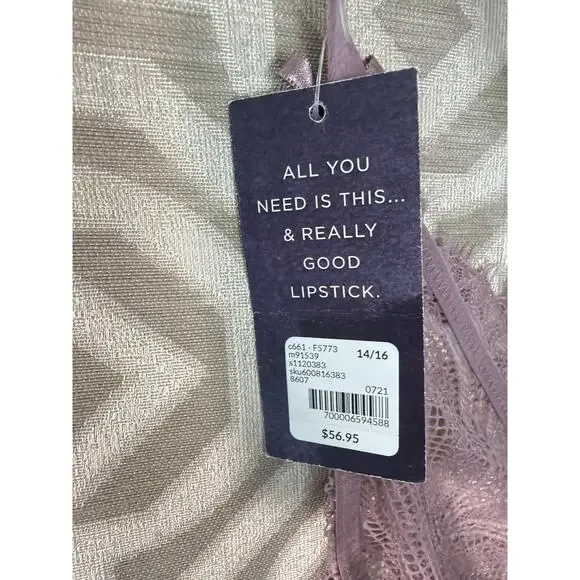 ALL YOU
NEED IS THIS...
& REALLY
GOOD
LIPSTICK.
c661 - F5773
14/16
m91539
s1120383
sku600816383
8607
0721
700006594588
$56.95